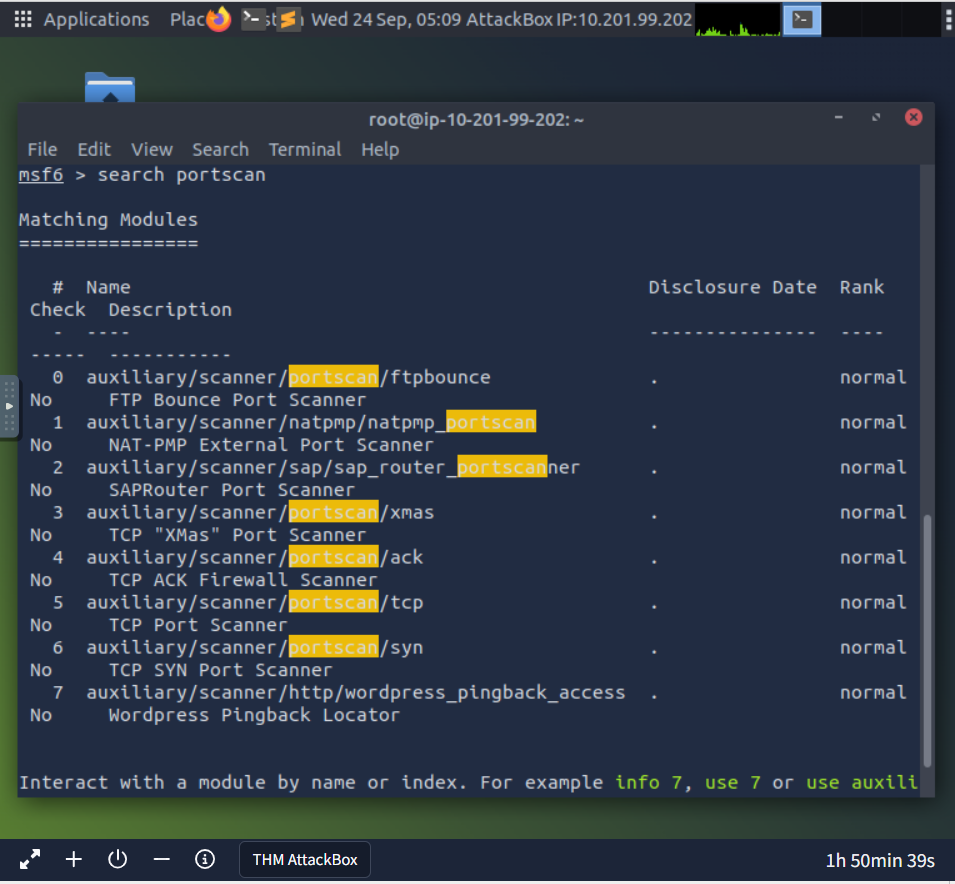 Applications Plac st Wed 24 Sep, 05:09 AttackBox IP:10.201.99.202
root@ip-10-201-99-202: ~
File Edit View Search Terminal Help
msf6 > search portscan
Matching Modules
================
# Name Disclosure Date Rank
Check Description
- ---- --------------- ----
----- -----------
0 auxiliary/scanner/portscan/ftpbounce . normal
No FTP Bounce Port Scanner
1 auxiliary/scanner/natpmp/natpmp_portscan . normal
No NAT-PMP External Port Scanner
2 auxiliary/scanner/sap/sap_router_portscanner . normal
No SAPRouter Port Scanner
3 auxiliary/scanner/portscan/xmas . normal
No TCP "XMas" Port Scanner
4 auxiliary/scanner/portscan/ack . normal
No TCP ACK Firewall Scanner
5 auxiliary/scanner/portscan/tcp . normal
No TCP Port Scanner
6 auxiliary/scanner/portscan/syn . normal
No TCP SYN Port Scanner
7 auxiliary/scanner/http/wordpress_pingback_access . normal
No Wordpress Pingback Locator
Interact with a module by name or index. For example info 7, use 7 or use auxili
THM AttackBox
1h 50min 39s